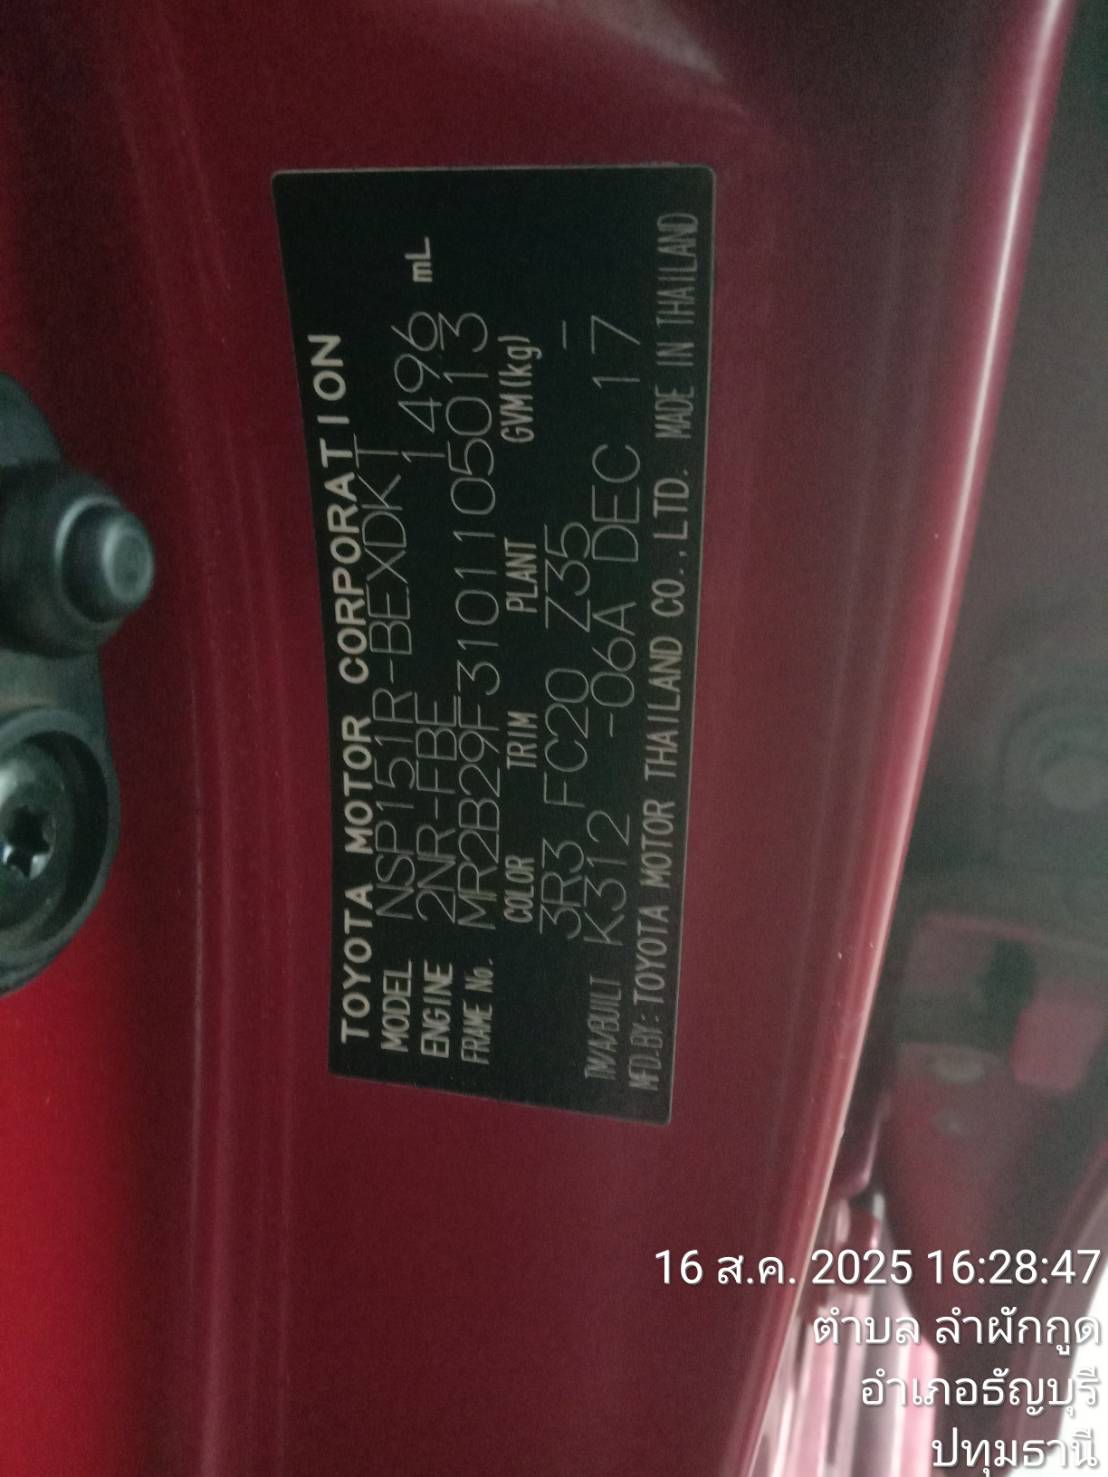 TOYOTA MOTOR CORPORATION
MODEL NSP151R-BEXDKT
ENGINE 2NR-FBE 1496 mL
FRAME No. MR2B29F3101105013
COLOR TRIM PLANT GVM(kg)
3R3 FC20 Z35 -
TM/A/BUILT K312 -06A DEC 17
MFD.BY:TOYOTA MOTOR THAILAND CO.,LTD. MADE IN THAILAND
16 ส.ค. 2025 16:28:47
ตำบล ลำผักกูด
อำเภอธัญบุรี
ปทุมธานี